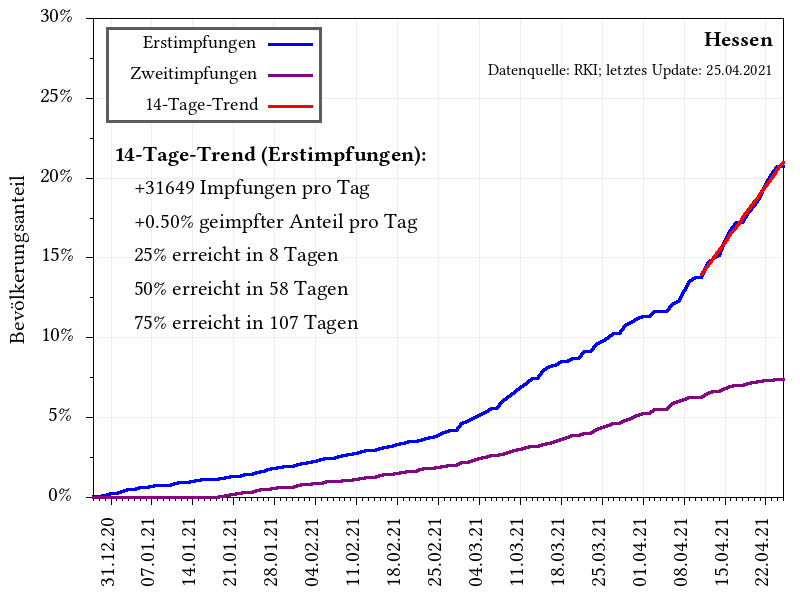 30%
25%
20%
15%
10%
5%
0%
Bevölkerungsanteil
Erstimpfungen
Zweitimpfungen
14-Tage-Trend
Hessen
Datenquelle: RKI; letztes Update: 25.04.2021
14-Tage-Trend (Erstimpfungen):
+31649 Impfungen pro Tag
+0.50% geimpfter Anteil pro Tag
25% erreicht in 8 Tagen
50% erreicht in 58 Tagen
75% erreicht in 107 Tagen
31.12.20
07.01.21
14.01.21
21.01.21
28.01.21
04.02.21
11.02.21
18.02.21
25.02.21
04.03.21
11.03.21
18.03.21
25.03.21
01.04.21
08.04.21
15.04.21
22.04.21